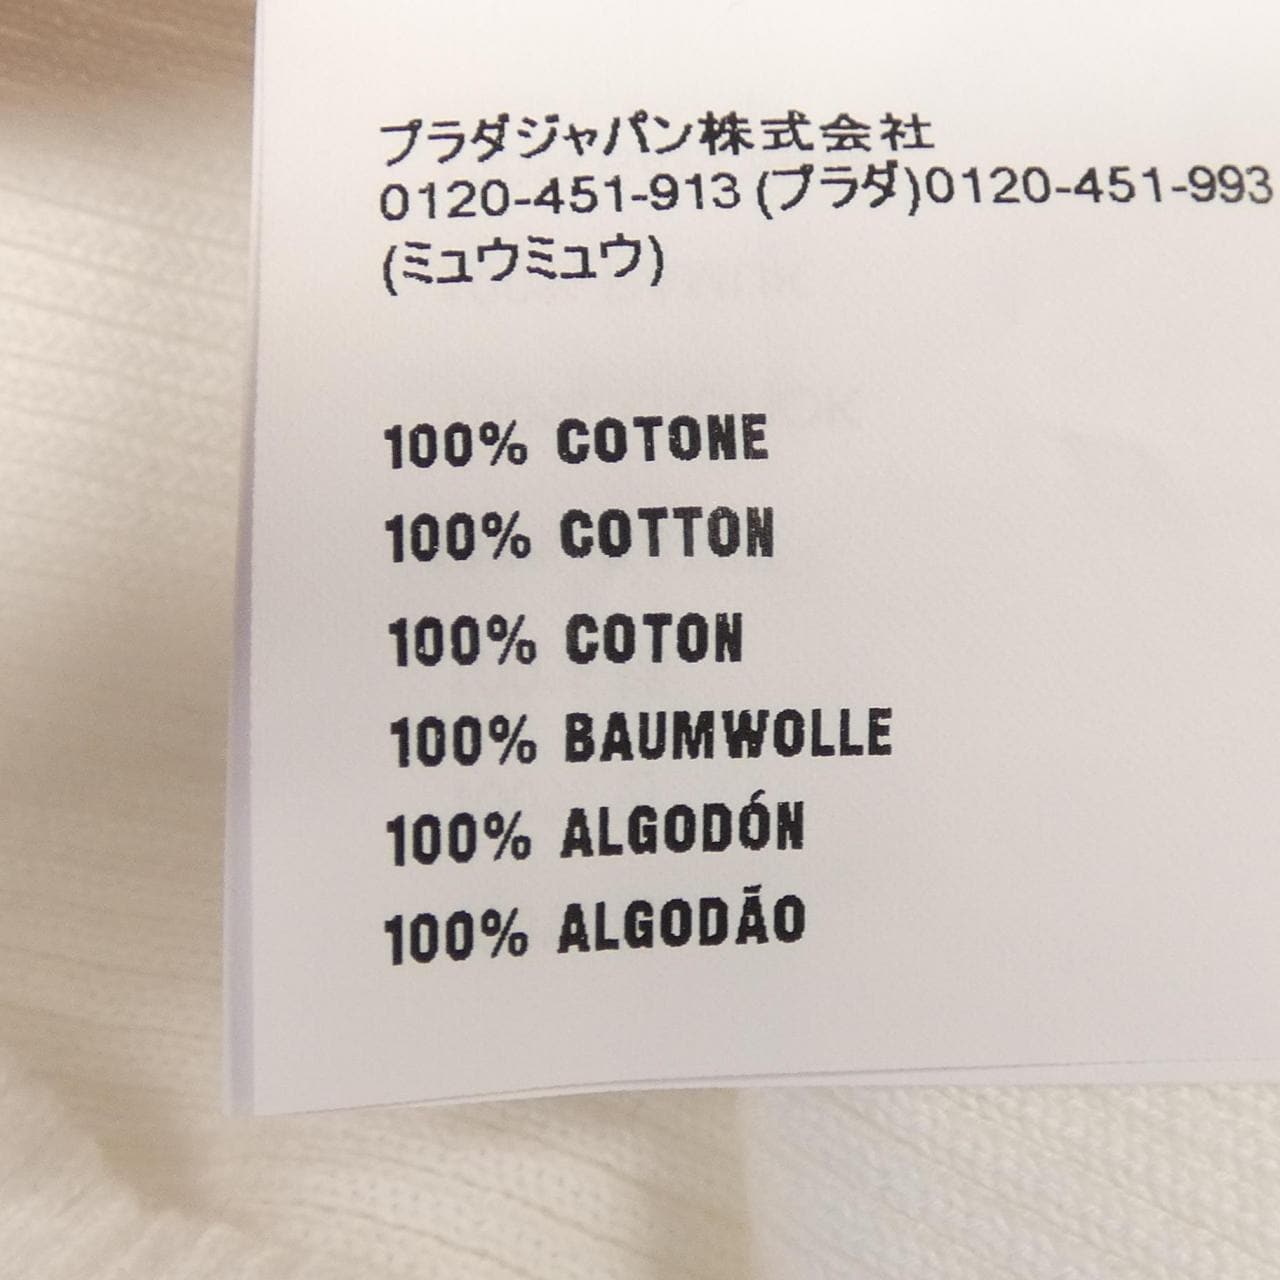 プラダジャパン株式会社
0120-451-913 (プラダ)0120-451-993
(ミュウミュウ)
100% COTONE
100% COTTON
100% COTON
100% BAUMWOLLE
100% ALGODÓN
100% ALGODÃO